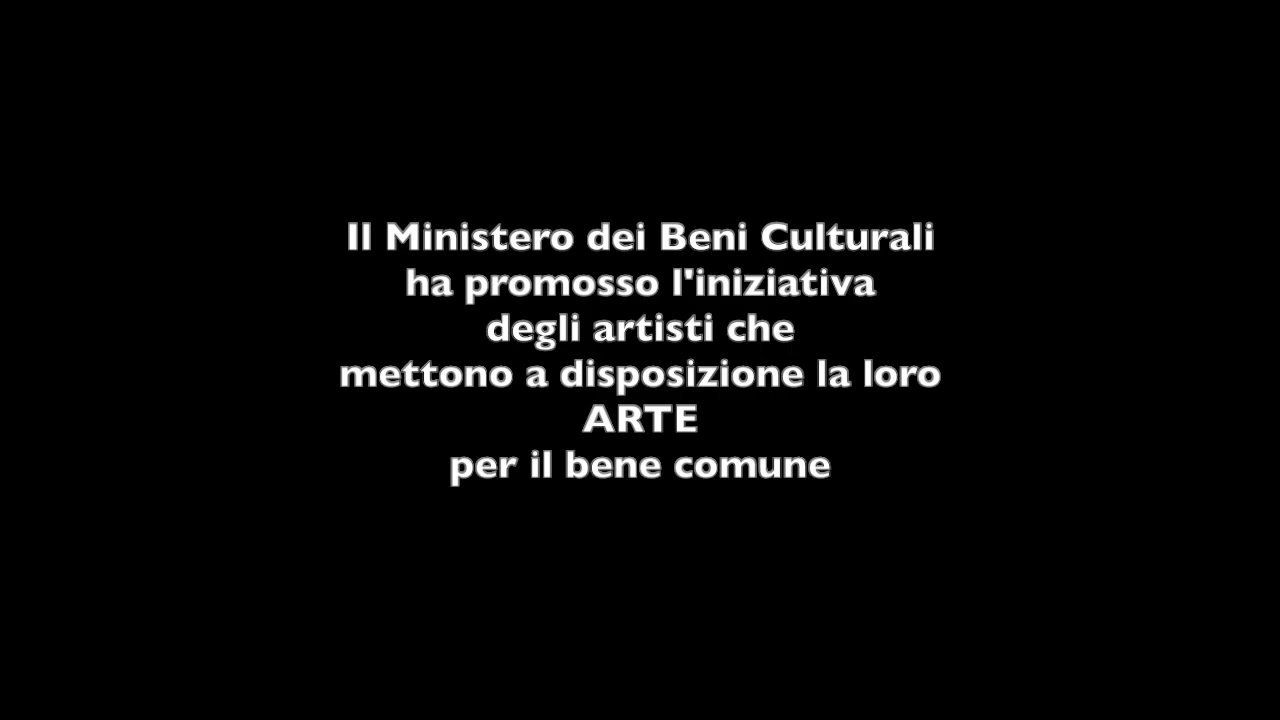 Il Ministero dei Beni Culturali
ha promosso l'iniziativa
degli artisti che
mettono a disposizione la loro
ARTE
per il bene comune